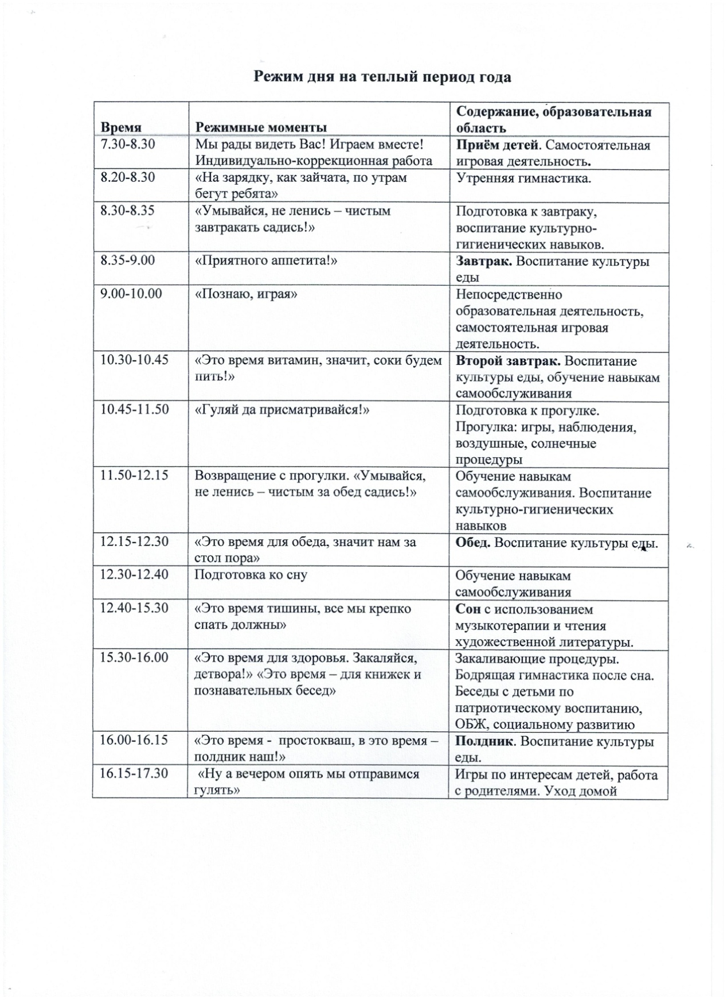 Режим дня на теплый период года
Время
Режимные моменты
Содержание, образовательная
область
7.30-8.30
Мы рады видеть Вас! Играем вместе!
Индивидуально-коррекционная работа
Приём детей. Самостоятельная
игровая деятельность.
8.20-8.30
«На зарядку, как зайчата, по утрам
бегут ребята»
Утренняя гимнастика.
8.30-8.35
«Умывайся, не ленись – чистым
завтракать садись!»
Подготовка к завтраку,
воспитание культурно-
гигиенических навыков.
8.35-9.00
«Приятного аппетита!»
Завтрак. Воспитание культуры
еды
9.00-10.00
«Познаю, играя»
Непосредственно
образовательная деятельность,
самостоятельная игровая
деятельность.
10.30-10.45
«Это время витамин, значит, соки будем
пить!»
Второй завтрак. Воспитание
культуры еды, обучение навыкам
самообслуживания
10.45-11.50
«Гуляй да присматривайся!»
Подготовка к прогулке.
Прогулка: игры, наблюдения,
воздушные, солнечные
процедуры
11.50-12.15
Возвращение с прогулки. «Умывайся,
не ленись – чистым за обед садись!»
Обучение навыкам
самообслуживания. Воспитание
культурно-гигиенических
навыков
12.15-12.30
«Это время для обеда, значит нам за
стол пора»
Обед. Воспитание культуры еды.
12.30-12.40
Подготовка ко сну
Обучение навыкам
самообслуживания
12.40-15.30
«Это время тишины, все мы крепко
спать должны»
Сон с использованием
музыкотерапии и чтения
художественной литературы.
15.30-16.00
«Это время для здоровья. Закаляйся,
детвора!» «Это время – для книжек и
познавательных бесед»
Закаливающие процедуры.
Бодрящая гимнастика после сна.
Беседы с детьми по
патриотическому воспитанию,
ОБЖ, социальному развитию
16.00-16.15
«Это время - простокваш, в это время –
полдник наш!»
Полдник. Воспитание культуры
еды.
16.15-17.30
«Ну а вечером опять мы отправимся
гулять»
Игры по интересам детей, работа
с родителями. Уход домой